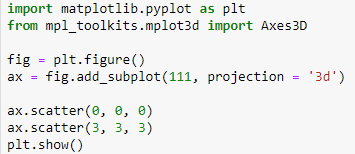 import matplotlib.pyplot as plt
from mpl_toolkits.mplot3d import Axes3D
fig = plt.figure()
ax = fig.add_subplot(111, projection = '3d')
ax.scatter(0, 0, 0)
ax.scatter(3, 3, 3)
plt.show()